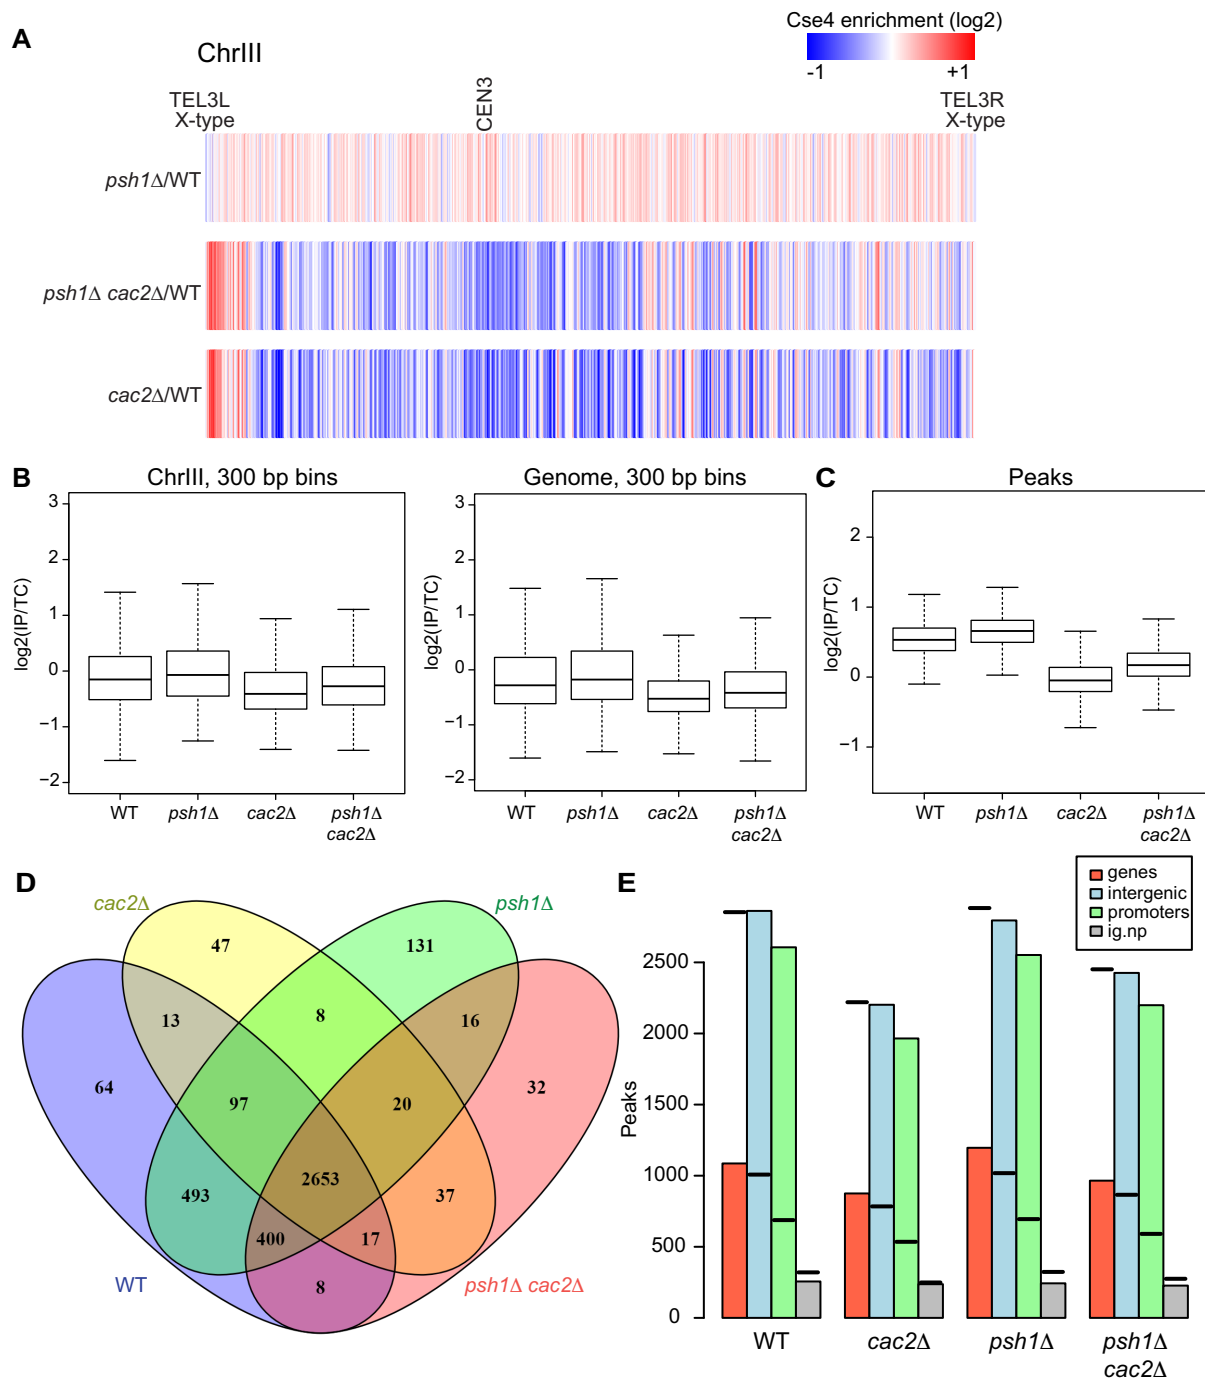 A
ChrIII
Cse4 enrichment (log2)
-1
+1
TEL3L
X-type
CEN3
TEL3R
X-type
psh1Δ/WT
psh1Δ cac2Δ/WT
cac2Δ/WT
B
ChrIII, 300 bp bins
log2(IP/TC)
3
2
1
0
−1
−2
WT
psh1Δ
cac2Δ
psh1Δ
cac2Δ
Genome, 300 bp bins
log2(IP/TC)
3
2
1
0
−1
−2
WT
psh1Δ
cac2Δ
psh1Δ
cac2Δ
C
Peaks
log2(IP/TC)
2
1
0
−1
WT
psh1Δ
cac2Δ
psh1Δ
cac2Δ
D
cac2Δ
psh1Δ
47
131
13
8
16
64
97
20
32
493
2653
37
400
17
8
WT
psh1Δ cac2Δ
E
genes
intergenic
promoters
ig.np
Peaks
2500
2000
1500
1000
500
0
WT
cac2Δ
psh1Δ
psh1Δ
cac2Δ